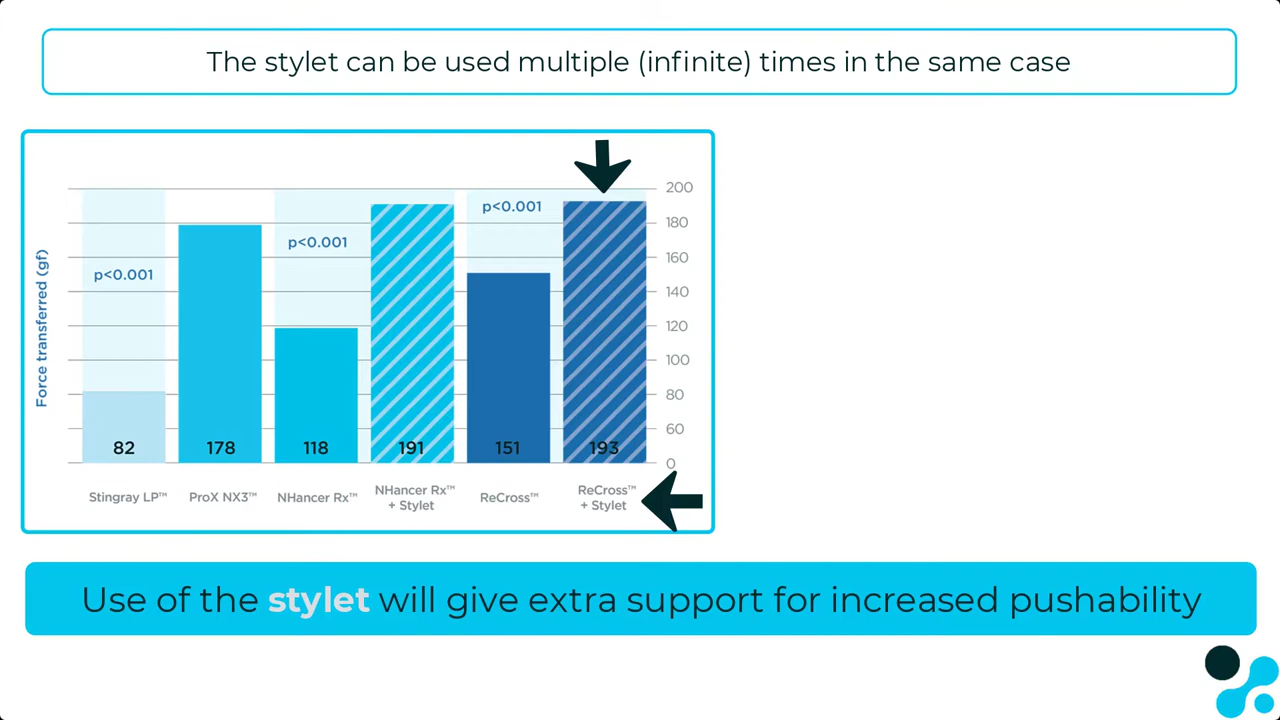 The stylet can be used multiple (infinite) times in the same case
Force transferred (gf)
p<0.001
p<0.001
p<0.001
200
180
160
140
120
100
80
60
0
82
178
118
191
151
193
Stingray LP™
ProX NX3™
NHancer Rx™
NHancer Rx™
+ Stylet
ReCross™
ReCross™
+ Stylet
Use of the stylet will give extra support for increased pushability